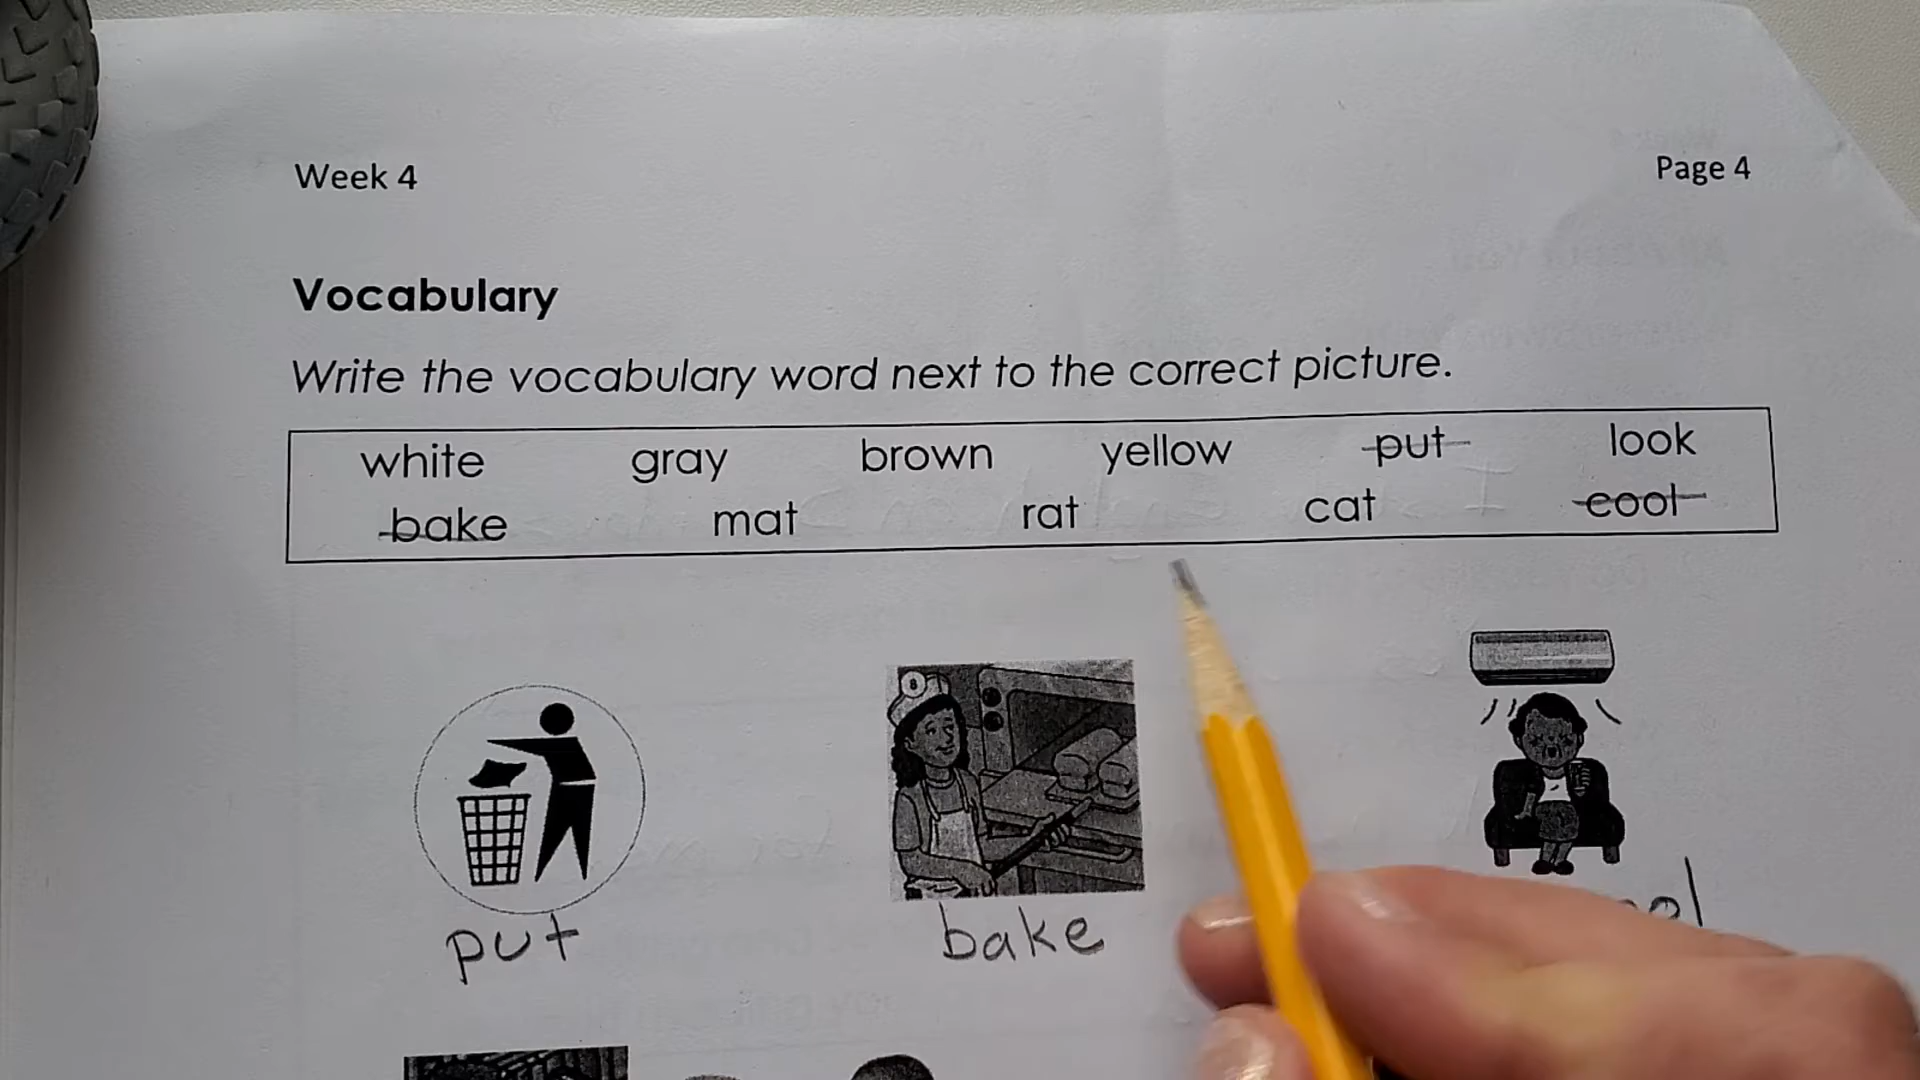 Week 4
Page 4
Vocabulary
Write the vocabulary word next to the correct picture.
white gray brown yellow put look
bake mat rat cat cool
put bake